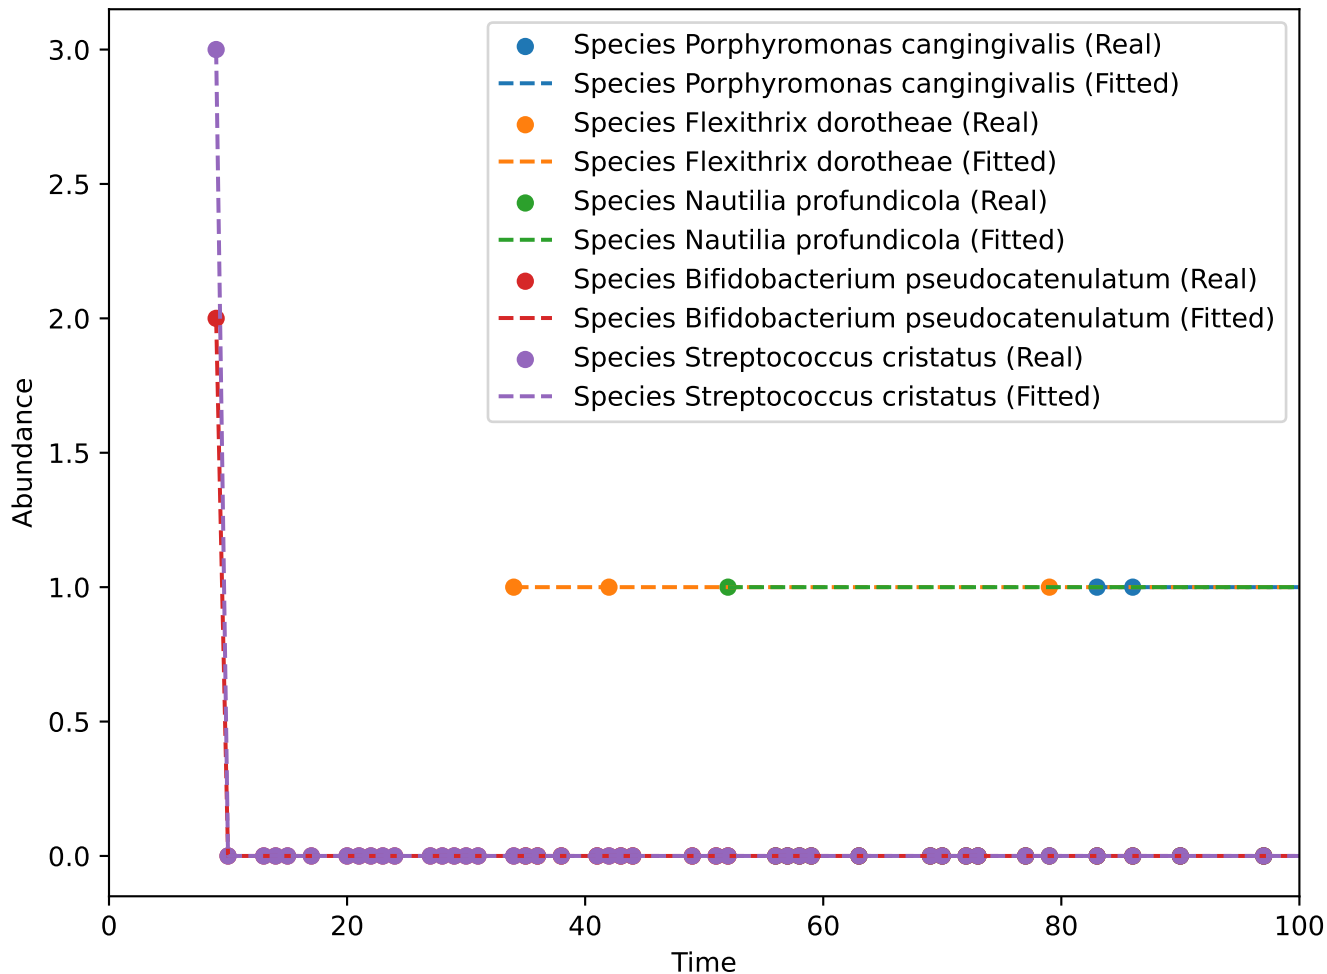 3.0
2.5
2.0
1.5
1.0
0.5
0.0
Abundance
Species Porphyromonas cangingivalis (Real)
Species Porphyromonas cangingivalis (Fitted)
Species Flexithrix dorotheae (Real)
Species Flexithrix dorotheae (Fitted)
Species Nautilia profundicola (Real)
Species Nautilia profundicola (Fitted)
Species Bifidobacterium pseudocatenulatum (Real)
Species Bifidobacterium pseudocatenulatum (Fitted)
Species Streptococcus cristatus (Real)
Species Streptococcus cristatus (Fitted)
0 20 40 60 80 100
Time